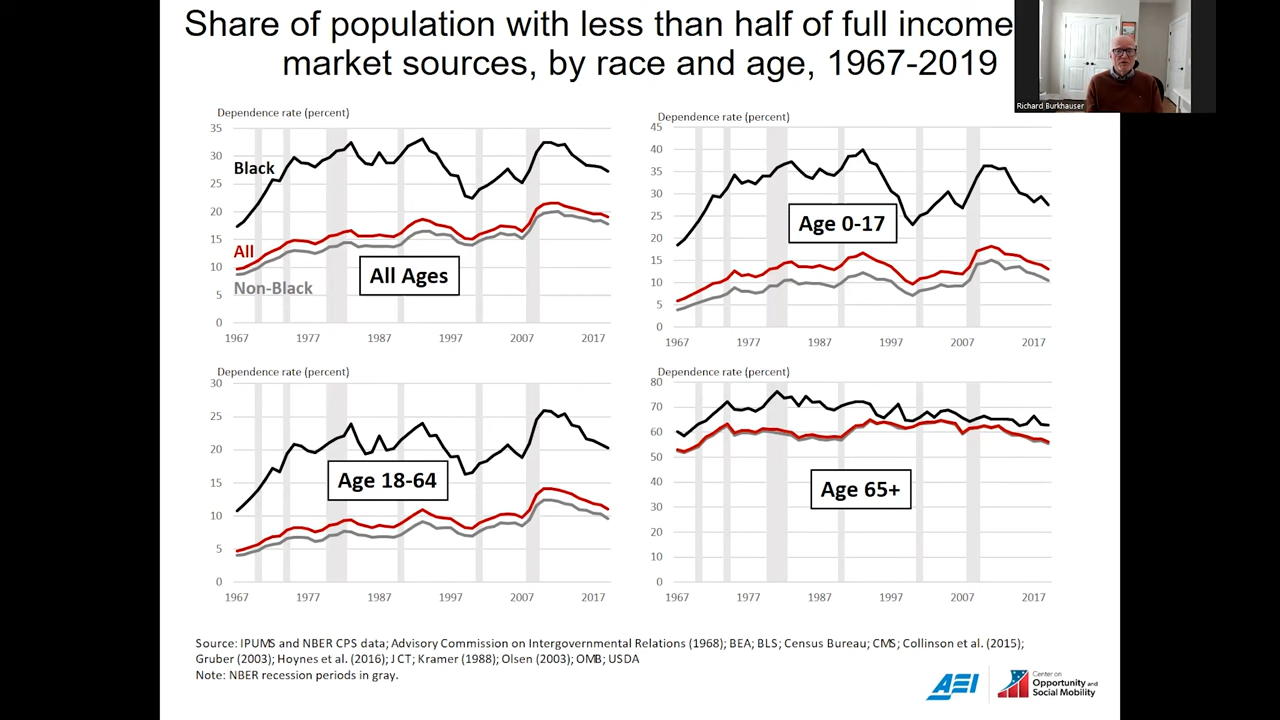 Share of population with less than half of full income
market sources, by race and age, 1967-2019
Richard Burkhauser
Dependence rate (percent)
35
30
25
20
15
10
5
0
Black
All
Non-Black
All Ages
1967 1977 1987 1997 2007 2017
Dependence rate (percent)
45
40
35
30
25
20
15
10
5
0
Age 0-17
1967 1977 1987 1997 2007 2017
Dependence rate (percent)
30
25
20
15
10
5
0
Age 18-64
1967 1977 1987 1997 2007 2017
Dependence rate (percent)
80
70
60
50
40
30
20
10
0
Age 65+
1967 1977 1987 1997 2007 2017
Source: IPUMS and NBER CPS data; Advisory Commission on Intergovernmental Relations (1968); BEA; BLS; Census Bureau; CMS; Collinson et al. (2015);
Gruber (2003); Hoynes et al. (2016); JCT; Kramer (1988); Olsen (2003); OMB; USDA
Note: NBER recession periods in gray.
AEI
Center on
Opportunity and
Social Mobility